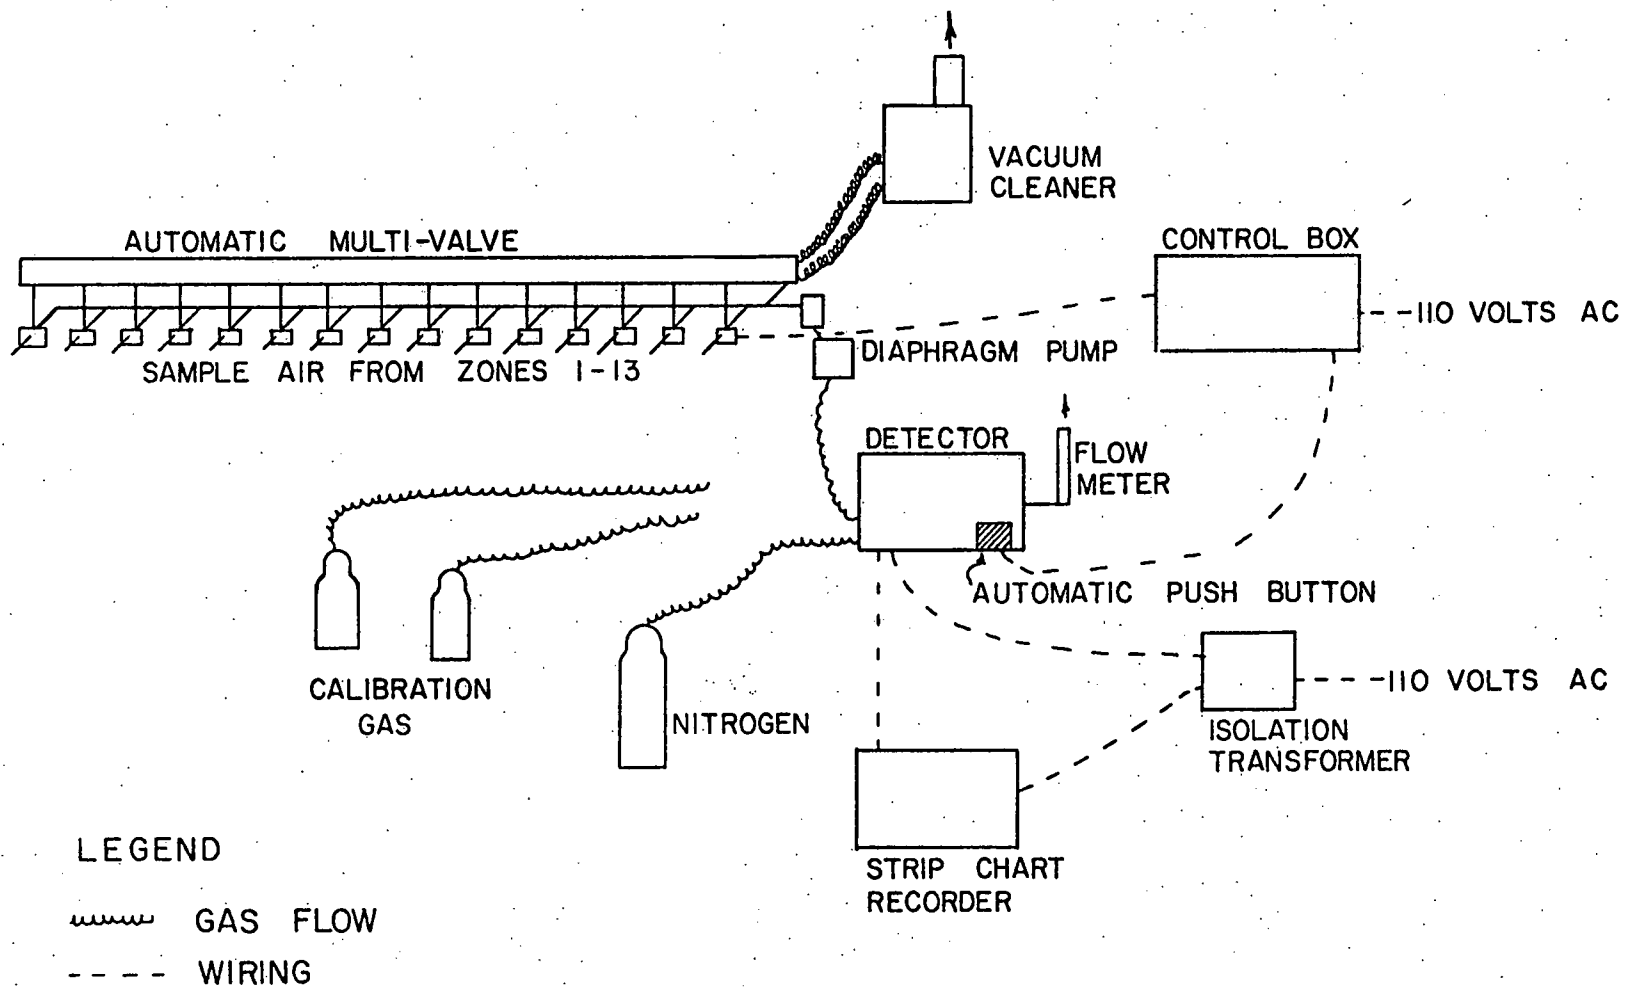 VACUUM
CLEANER
AUTOMATIC MULTI-VALVE
CONTROL BOX
110 VOLTS AC
SAMPLE AIR FROM ZONES 1-13
DIAPHRAGM PUMP
DETECTOR
FLOW
METER
AUTOMATIC PUSH BUTTON
CALIBRATION
GAS
NITROGEN
110 VOLTS AC
ISOLATION
TRANSFORMER
STRIP CHART
RECORDER
LEGEND
GAS FLOW
WIRING